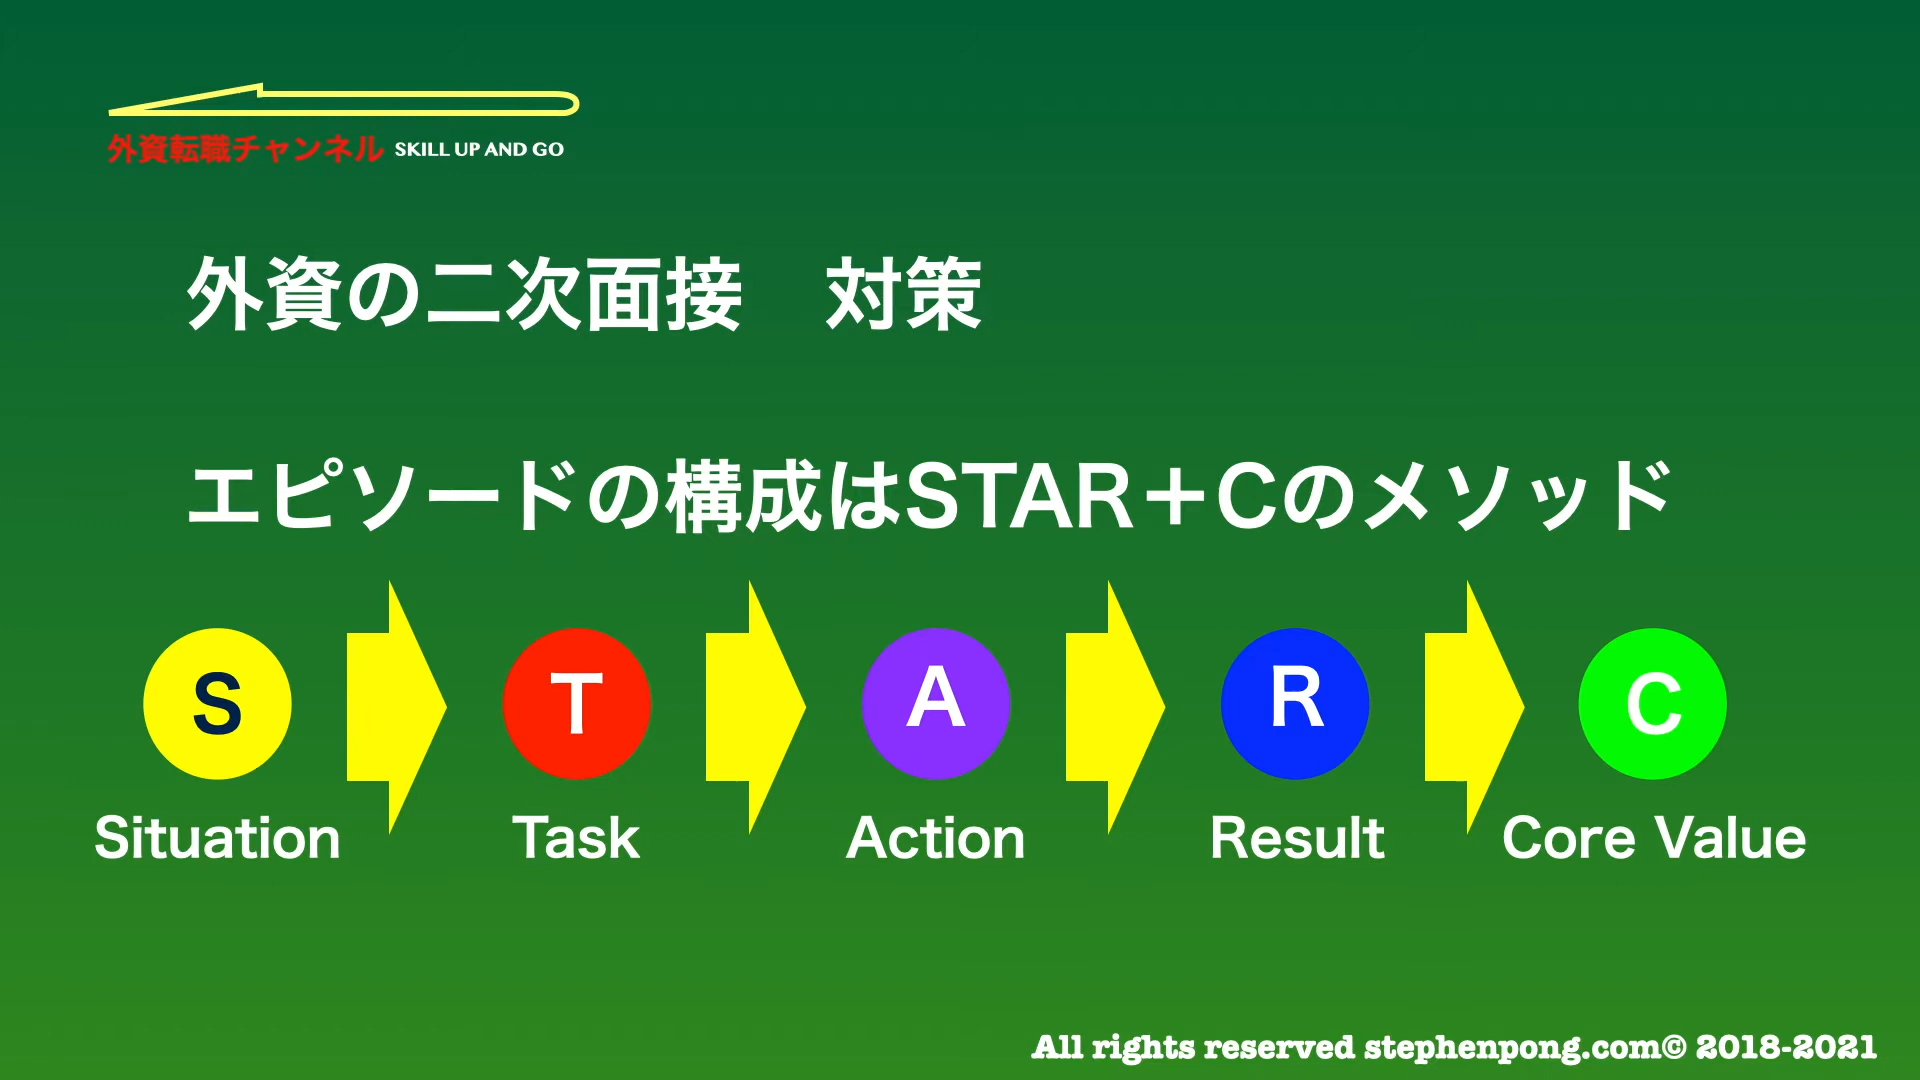 外資転職チャンネル SKILL UP AND GO
外資の二次面接　対策
エピソードの構成はSTAR＋Cのメソッド
S T A R C
Situation Task Action Result Core Value
All rights reserved stephenpong.com© 2018-2021